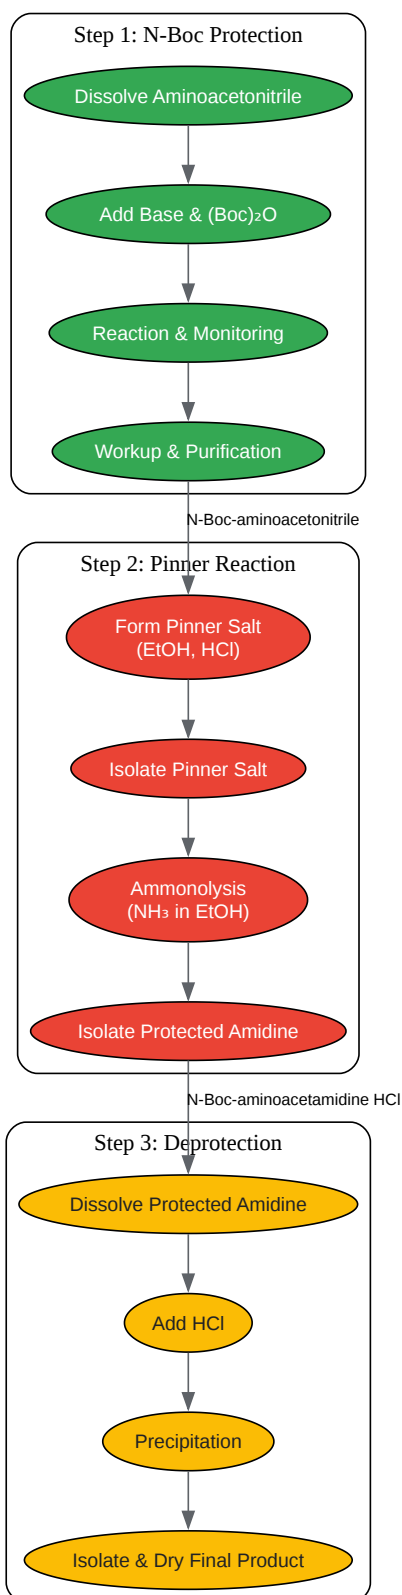 Step 1: N-Boc Protection
Dissolve Aminoacetonitrile
Add Base & (Boc)₂O
Reaction & Monitoring
Workup & Purification
N-Boc-aminoacetonitrile
Step 2: Pinner Reaction
Form Pinner Salt
(EtOH, HCl)
Isolate Pinner Salt
Ammonolysis
(NH₃ in EtOH)
Isolate Protected Amidine
N-Boc-aminoacetamidine HCl
Step 3: Deprotection
Dissolve Protected Amidine
Add HCl
Precipitation
Isolate & Dry Final Product